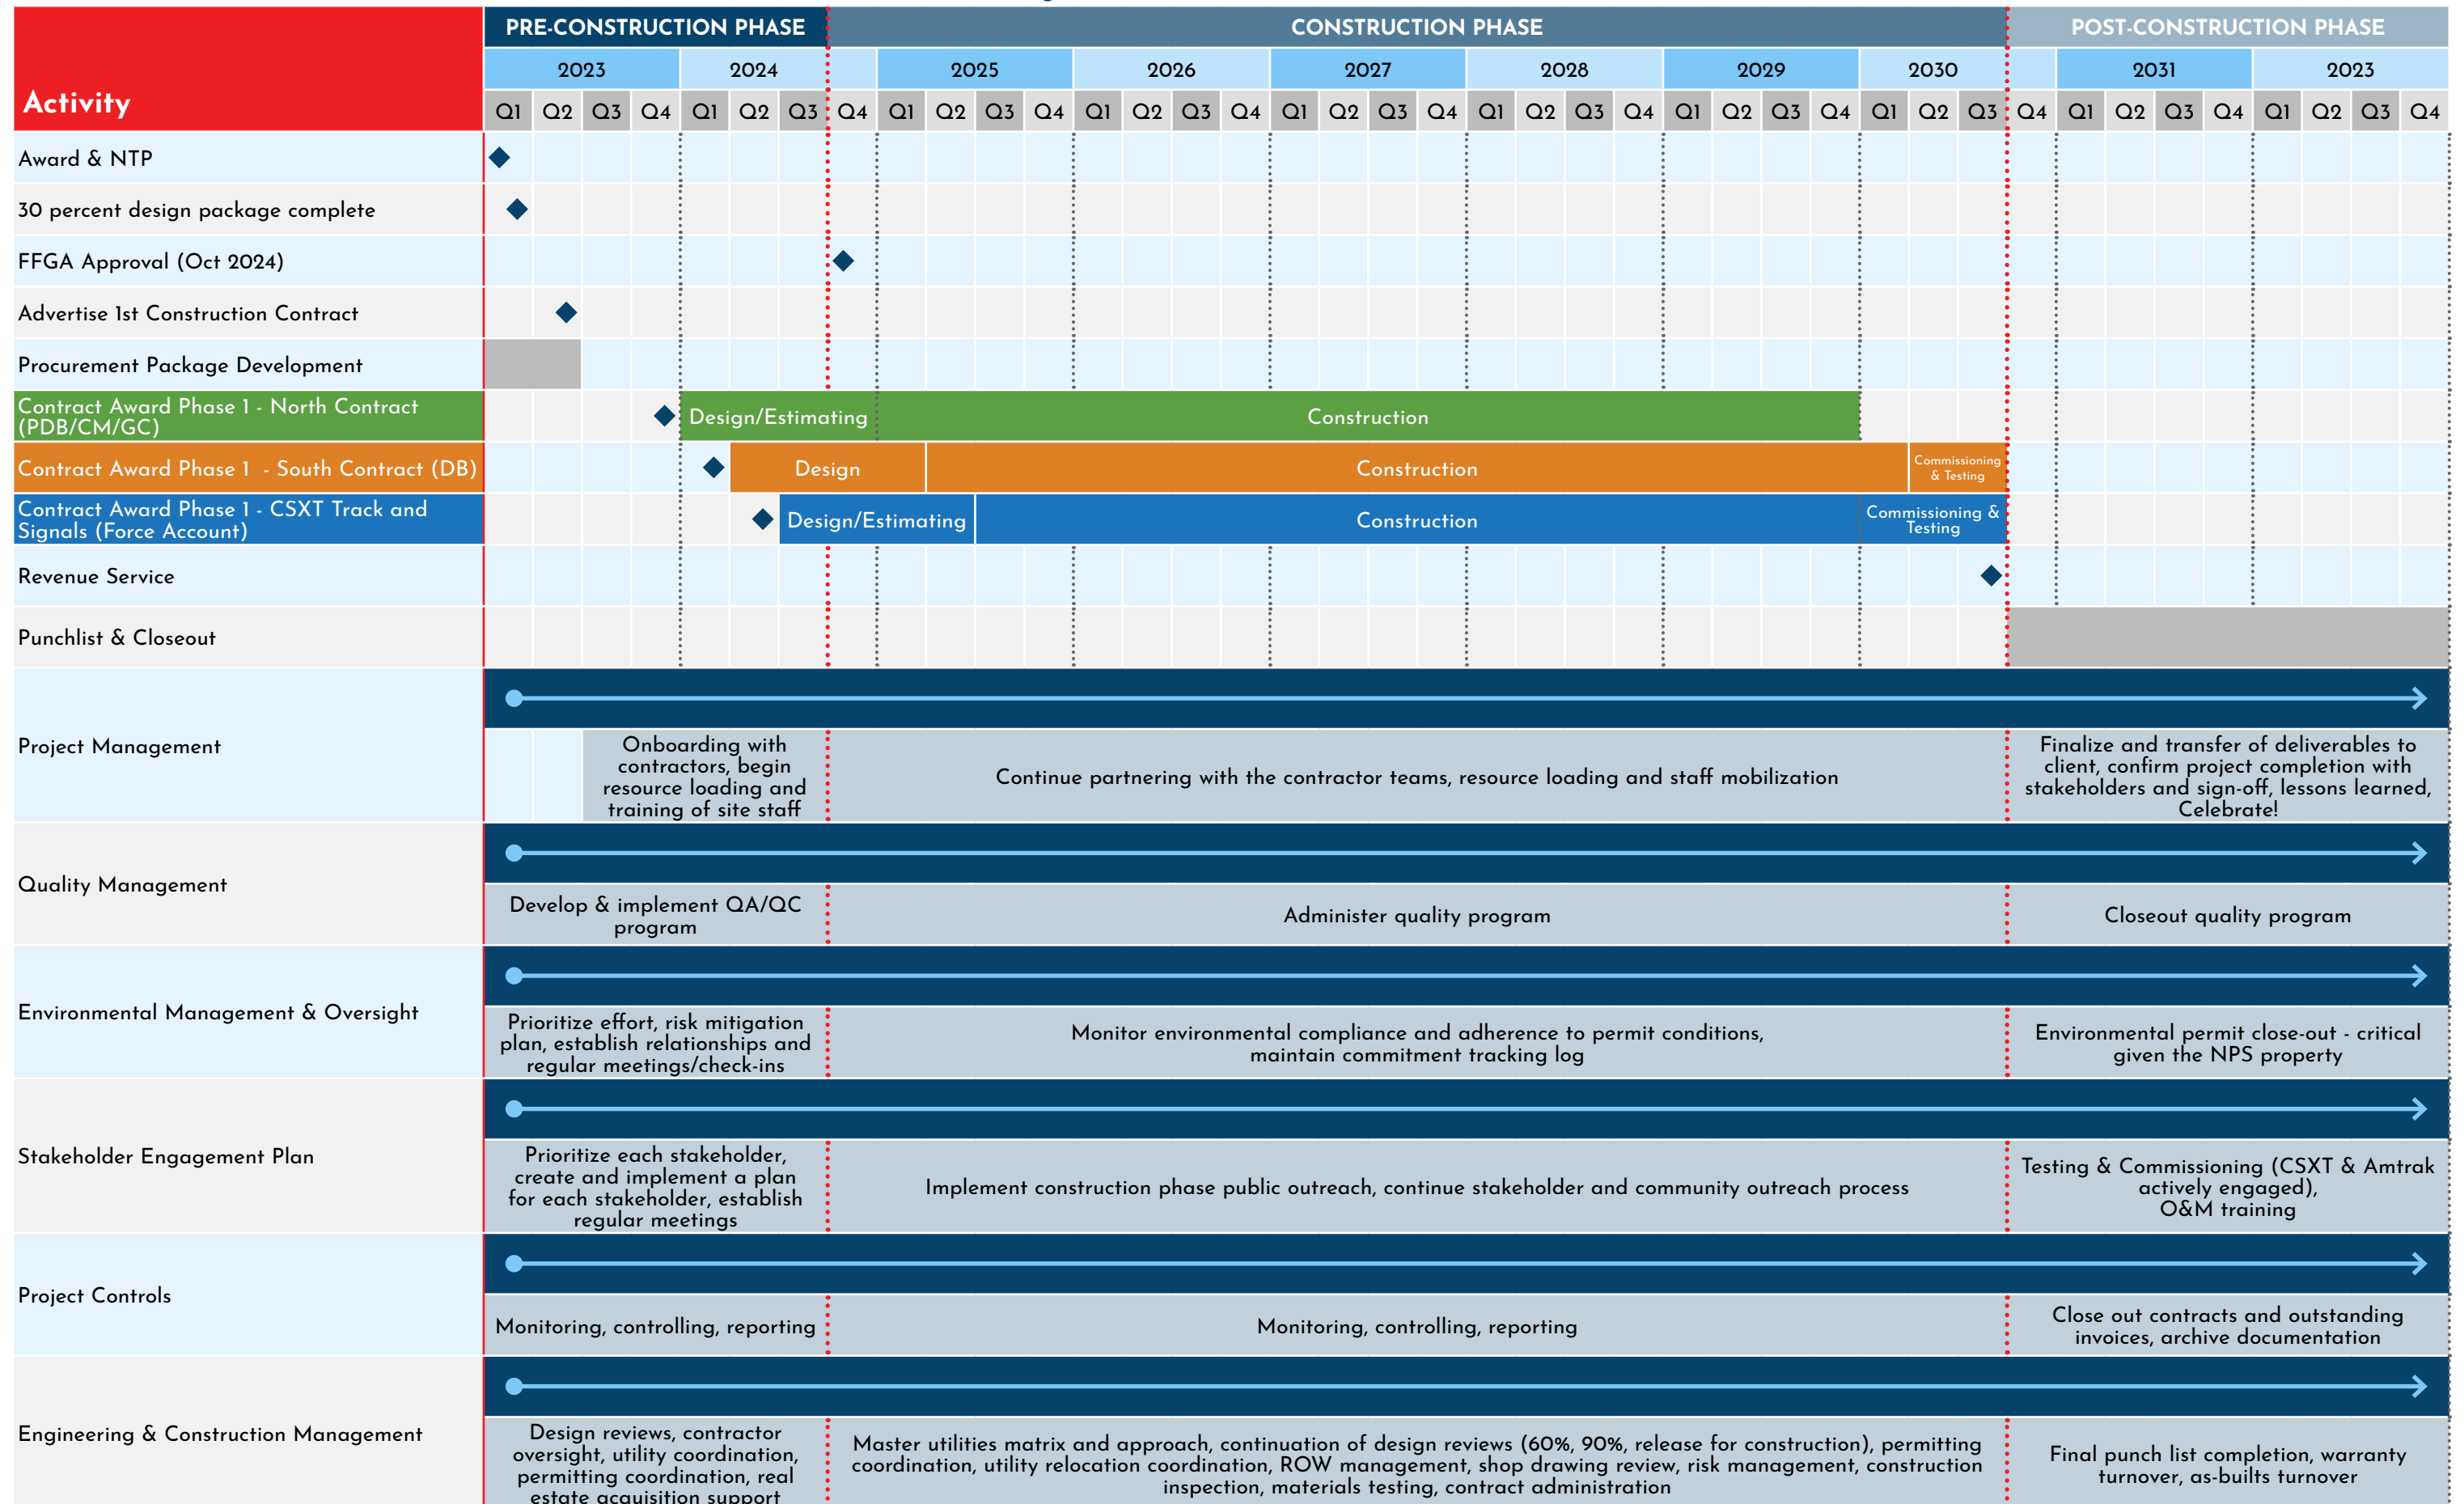 PRE-CONSTRUCTION PHASE CONSTRUCTION PHASE POST-CONSTRUCTION PHASE
2023 2024 2025 2026 2027 2028 2029 2030 2031 2023
Activity
Q1 Q2 Q3 Q4 Q1 Q2 Q3 Q4 Q1 Q2 Q3 Q4 Q1 Q2 Q3 Q4 Q1 Q2 Q3 Q4 Q1 Q2 Q3 Q4 Q1 Q2 Q3 Q4 Q1 Q2 Q3 Q4 Q1 Q2 Q3 Q4 Q1 Q2 Q3 Q4
Award & NTP
30 percent design package complete
FFGA Approval (Oct 2024)
Advertise 1st Construction Contract
Procurement Package Development
Contract Award Phase 1 - North Contract
(PDB/CM/GC)
Design/Estimating Construction
Contract Award Phase 1 - South Contract (DB)
Design Construction
Commissioning
& Testing
Contract Award Phase 1 - CSXT Track and
Signals (Force Account)
Design/Estimating Construction
Commissioning &
Testing
Revenue Service
Punchlist & Closeout
Project Management
Onboarding with
contractors, begin
resource loading and
training of site staff
Continue partnering with the contractor teams, resource loading and staff mobilization
Finalize and transfer of deliverables to
client, confirm project completion with
stakeholders and sign-off, lessons learned,
Celebrate!
Quality Management
Develop & implement QA/QC
program
Administer quality program
Closeout quality program
Environmental Management & Oversight
Prioritize effort, risk mitigation
plan, establish relationships and
regular meetings/check-ins
Monitor environmental compliance and adherence to permit conditions,
maintain commitment tracking log
Environmental permit close-out - critical
given the NPS property
Stakeholder Engagement Plan
Prioritize each stakeholder,
create and implement a plan
for each stakeholder, establish
regular meetings
Implement construction phase public outreach, continue stakeholder and community outreach process
Testing & Commissioning (CSXT & Amtrak
actively engaged),
O&M training
Project Controls
Monitoring, controlling, reporting
Monitoring, controlling, reporting
Close out contracts and outstanding
invoices, archive documentation
Engineering & Construction Management
Design reviews, contractor
oversight, utility coordination,
permitting coordination, real
estate acquisition support
Master utilities matrix and approach, continuation of design reviews (60%, 90%, release for construction), permitting
coordination, utility relocation coordination, ROW management, shop drawing review, risk management, construction
inspection, materials testing, contract administration
Final punch list completion, warranty
turnover, as-builts turnover